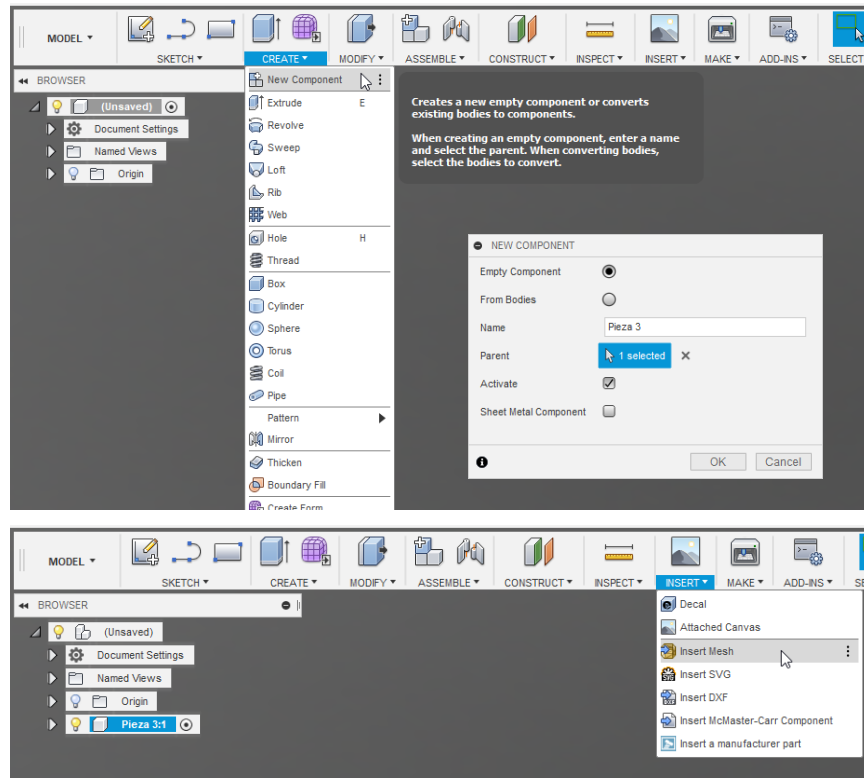 MODEL
SKETCH
CREATE
MODIFY
ASSEMBLE
CONSTRUCT
INSPECT
INSERT
MAKE
ADD-INS
SELECT
BROWSER
(Unsaved)
Document Settings
Named Views
Origin
New Component
Extrude E
Revolve
Sweep
Loft
Rib
Web
Hole H
Thread
Box
Cylinder
Sphere
Torus
Coil
Pipe
Pattern
Mirror
Thicken
Boundary Fill
Create Form
Creates a new empty component or converts
existing bodies to components.
When creating an empty component, enter a name
and select the parent. When converting bodies,
select the bodies to convert.
NEW COMPONENT
Empty Component
From Bodies
Name Pieza 3
Parent 1 selected
Activate
Sheet Metal Component
OK Cancel
MODEL
SKETCH
CREATE
MODIFY
ASSEMBLE
CONSTRUCT
INSPECT
INSERT
MAKE
ADD-INS
SE
BROWSER
(Unsaved)
Document Settings
Named Views
Origin
Pieza 3:1
Decal
Attached Canvas
Insert Mesh
Insert SVG
Insert DXF
Insert McMaster-Carr Component
Insert a manufacturer part